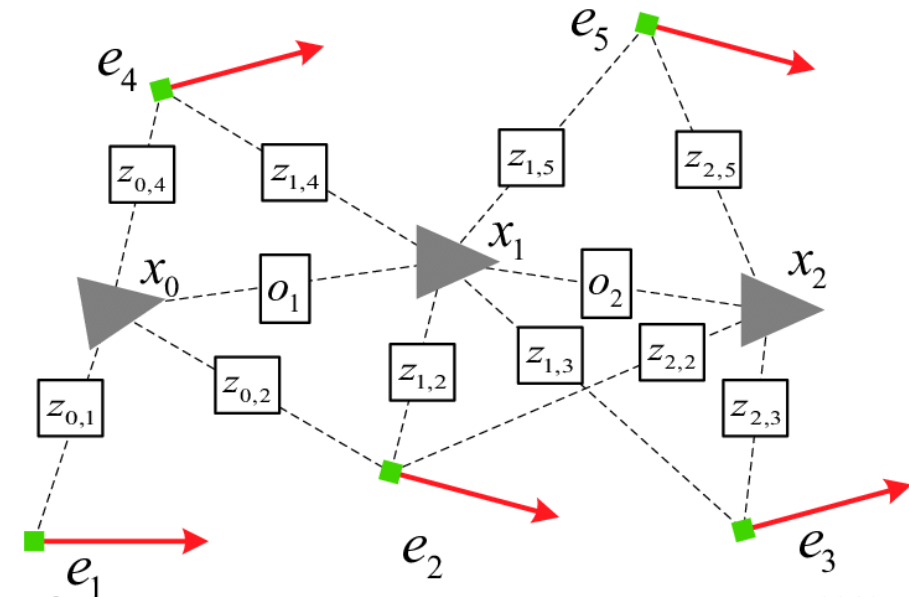 e₅
e₄
z₁,₅
z₂,₅
z₀,₄
z₁,₄
x₁
x₂
x₀
o₁
o₂
z₁,₃
z₂,₂
z₁,₂
z₀,₂
z₀,₁
z₂,₃
e₂
e₃
e₁